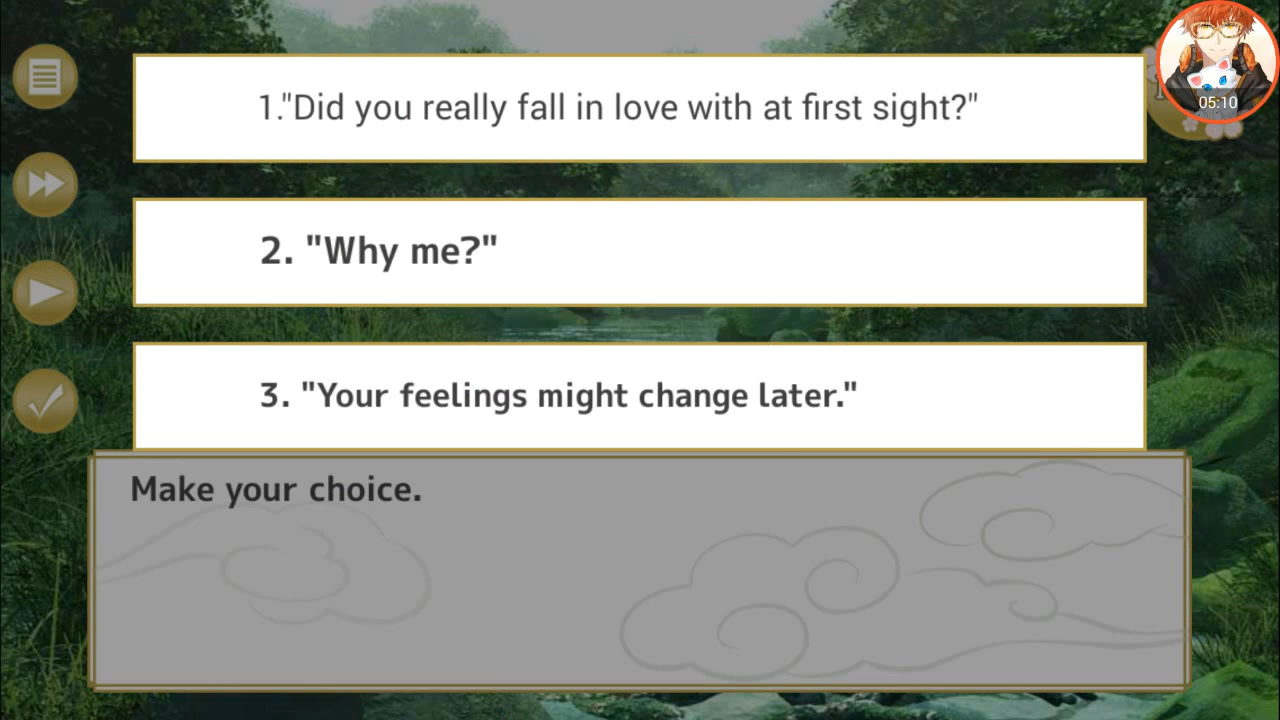 1."Did you really fall in love with at first sight?"
05:10
2. "Why me?"
3. "Your feelings might change later."
Make your choice.